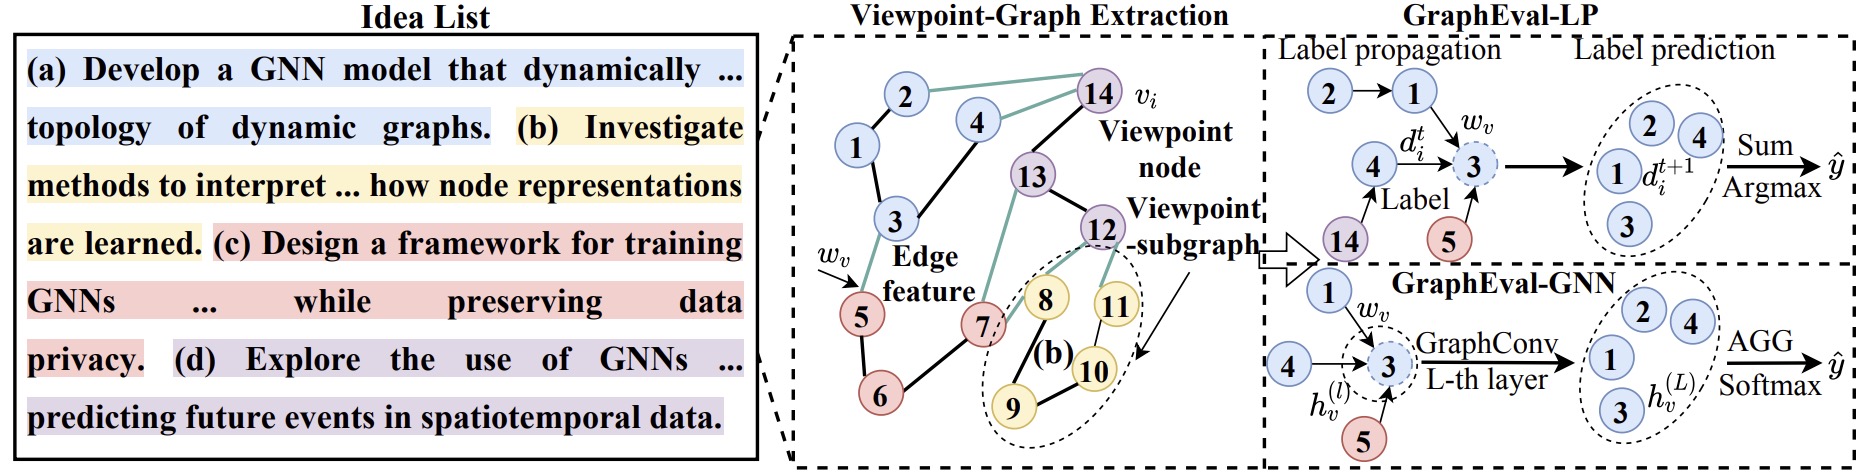 Idea List
(a) Develop a GNN model that dynamically ...
topology of dynamic graphs. (b) Investigate
methods to interpret ... how node representations
are learned. (c) Design a framework for training
GNNs ... while preserving data
privacy. (d) Explore the use of GNNs ...
predicting future events in spatiotemporal data.
Viewpoint-Graph Extraction
2
14
v_i
4
1
Viewpoint
node
13
3
12
Viewpoint
-subgraph
w_v
Edge
feature
5
7
8
11
(b)
10
6
9
GraphEval-LP
Label propagation
Label prediction
2
1
w_v
4
d_i^t
3
Label
14
5
2
4
1
d_i^{t+1}
3
Sum
Argmax
ŷ
GraphEval-GNN
1
w_v
4
3
h_v^{(l)}
5
GraphConv
L-th layer
2
4
1
3
h_v^{(L)}
AGG
Softmax
ŷ